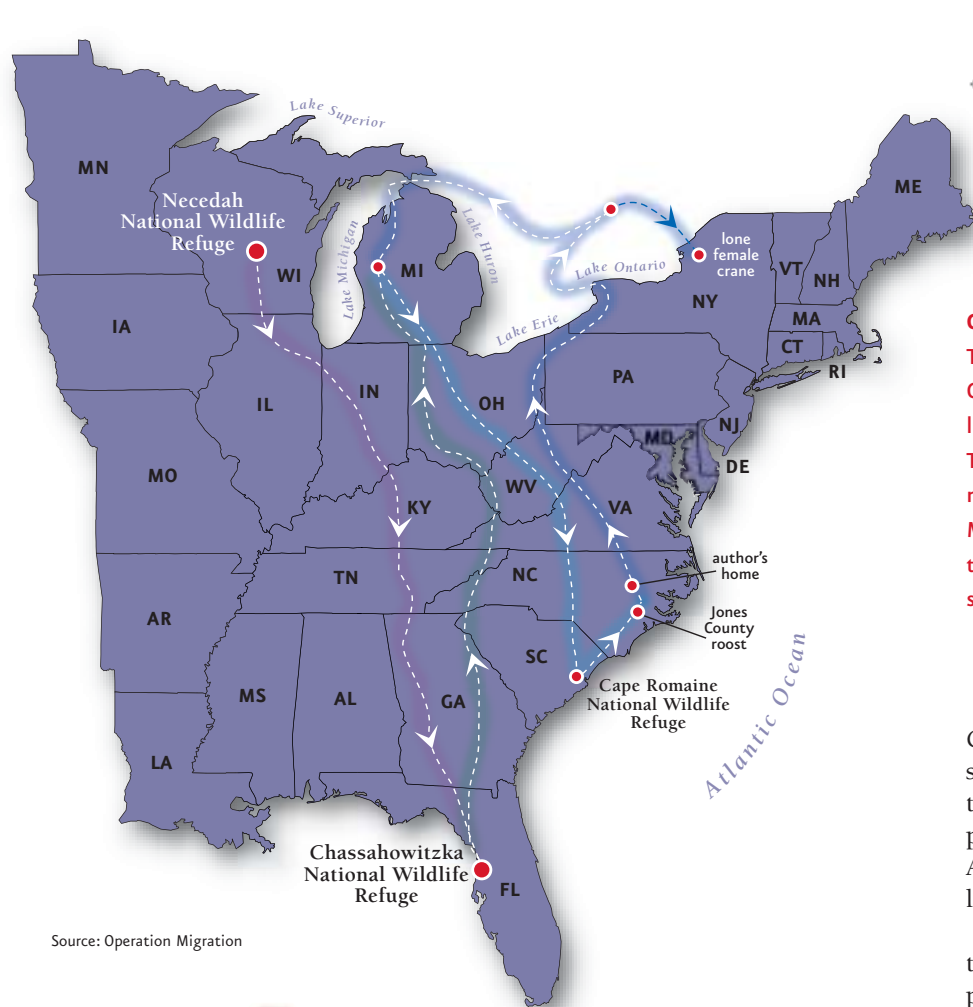 Lake Superior
MN
ME
Necedah
National Wildlife
Refuge
WI
Lake Michigan
MI
Lake Huron
lone
female
crane
Lake Ontario
VT
NH
NY
Lake Erie
MA
CT
RI
IA
PA
IL
IN
OH
NJ
MD
DE
MO
WV
VA
KY
author's
home
TN
NC
Jones
County
roost
AR
SC
Cape Romaine
National Wildlife
Refuge
MS
AL
GA
Atlantic Ocean
LA
Chassahowitzka
National Wildlife
Refuge
FL
Source: Operation Migration